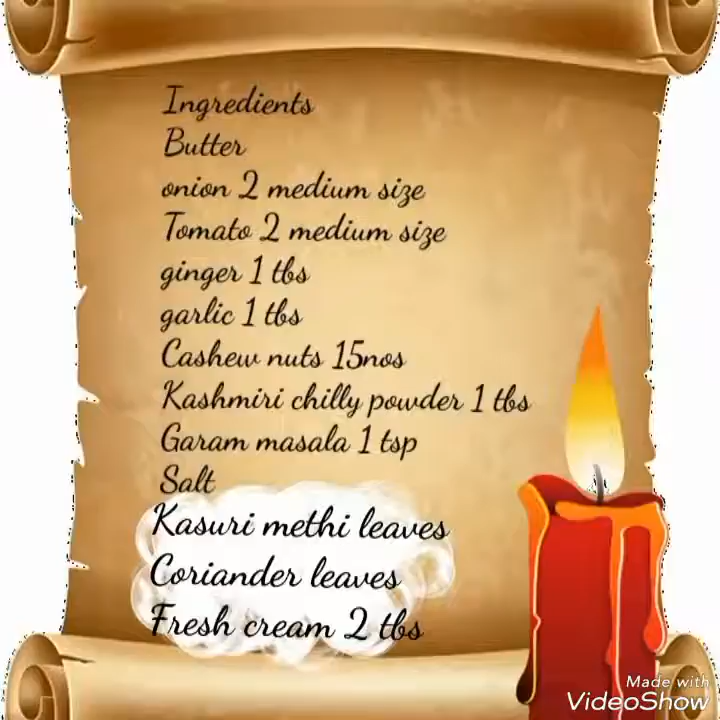 Ingredients
Butter
onion 2 medium size
Tomato 2 medium size
ginger 1 tbs
garlic 1 tbs
Cashew nuts 15nos
Kashmiri chilly powder 1 tbs
Garam masala 1 tsp
Salt
Kasuri methi leaves
Coriander leaves
Fresh cream 2 tbs
Made with
VideoShow